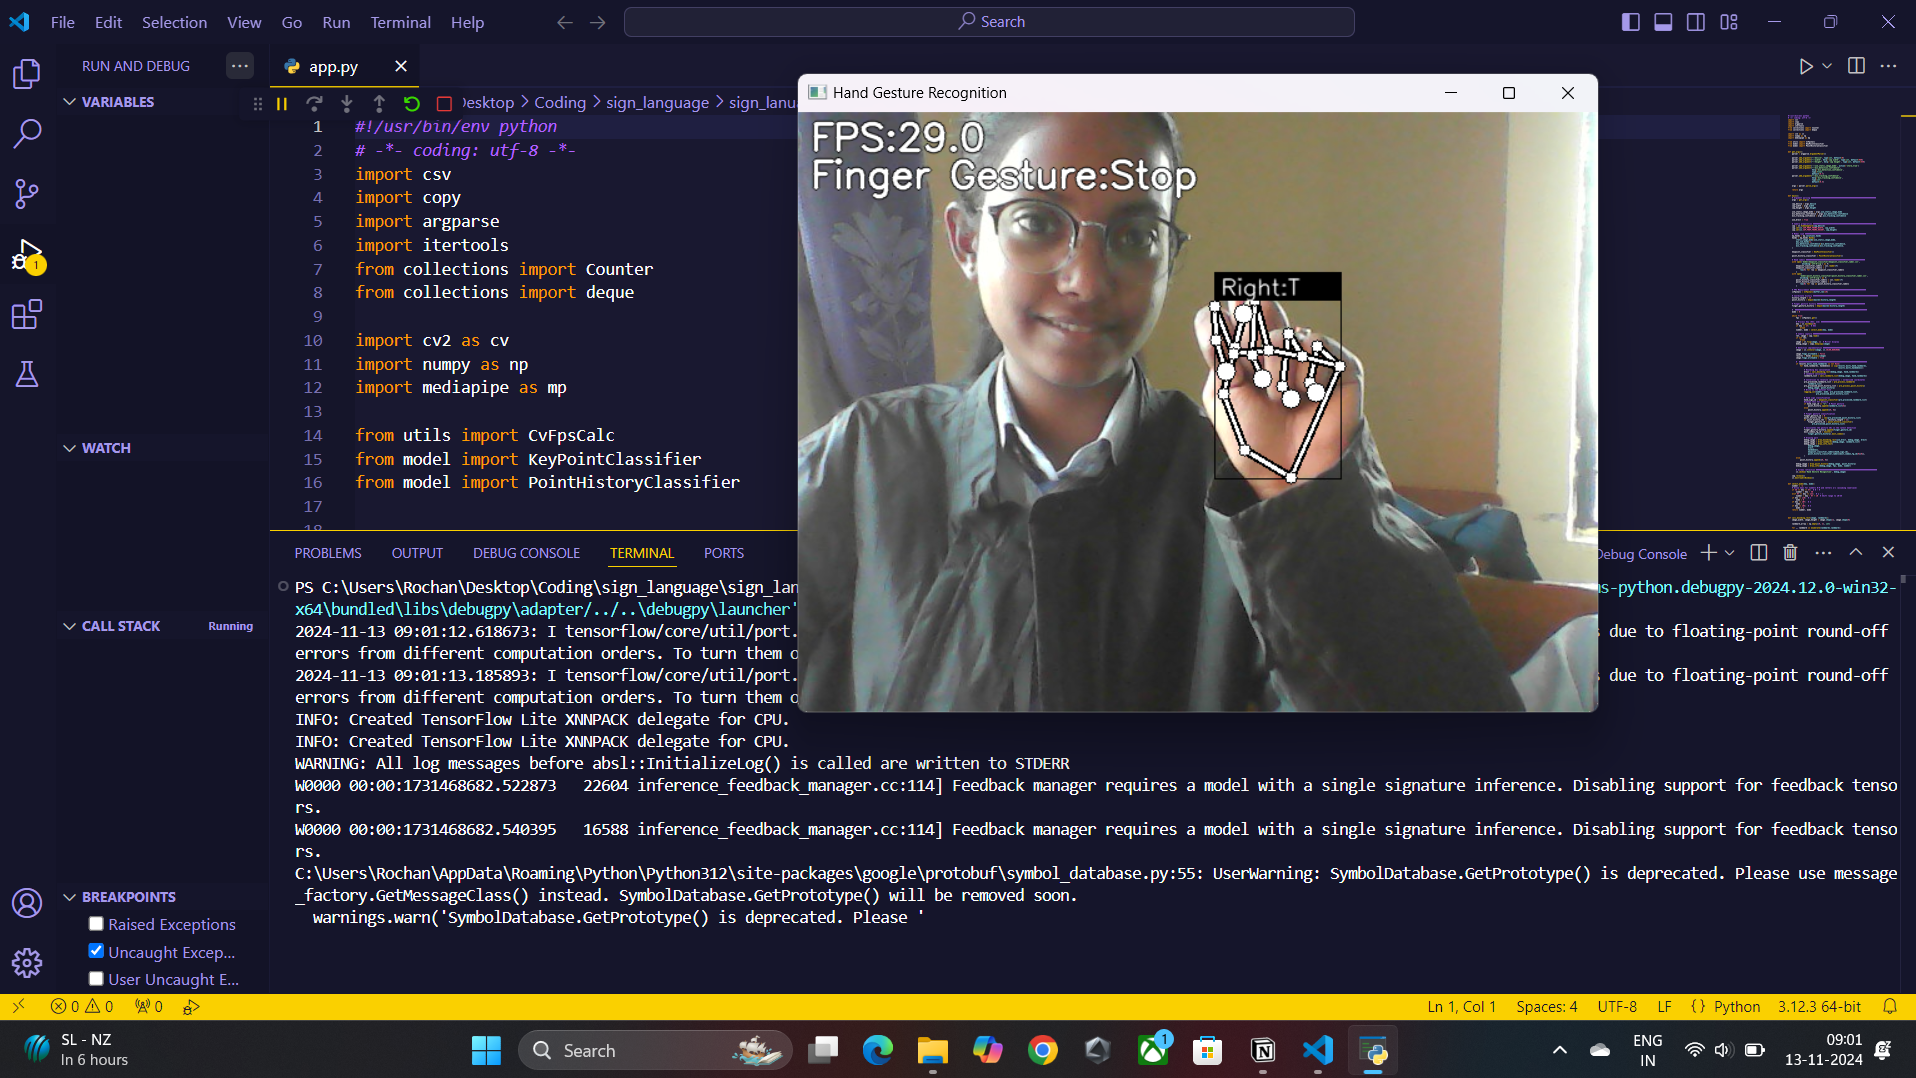 File Edit Selection View Go Run Terminal Help
Search
RUN AND DEBUG
app.py
VARIABLES
Desktop > Coding > sign_language >
1 #!/usr/bin/env python
2 # -*- coding: utf-8 -*-
3 import csv
4 import copy
5 import argparse
6 import itertools
7 from collections import Counter
8 from collections import deque
9
10 import cv2 as cv
11 import numpy as np
12 import mediapipe as mp
13
14 from utils import CvFpsCalc
15 from model import KeyPointClassifier
16 from model import PointHistoryClassifier
17
18
Hand Gesture Recognition
FPS:29.0
Finger Gesture:Stop
Right:T
WATCH
CALL STACK Running
BREAKPOINTS
Raised Exceptions
Uncaught Excep...
User Uncaught E...
PROBLEMS OUTPUT DEBUG CONSOLE TERMINAL PORTS
Debug Console
PS C:\Users\Rochan\Desktop\Coding\sign_language\sign_lan s-python.debugpy-2024.12.0-win32-
x64\bundled\libs\debugpy\adapter/../..\debugpy\launcher'
2024-11-13 09:01:12.618673: I tensorflow/core/util/port. s due to floating-point round-off
errors from different computation orders. To turn them o
2024-11-13 09:01:13.185893: I tensorflow/core/util/port. s due to floating-point round-off
errors from different computation orders. To turn them o
INFO: Created TensorFlow Lite XNNPACK delegate for CPU.
INFO: Created TensorFlow Lite XNNPACK delegate for CPU.
WARNING: All log messages before absl::InitializeLog() is called are written to STDERR
W0000 00:00:1731468682.522873 22604 inference_feedback_manager.cc:114] Feedback manager requires a model with a single signature inference. Disabling support for feedback tenso
rs.
W0000 00:00:1731468682.540395 16588 inference_feedback_manager.cc:114] Feedback manager requires a model with a single signature inference. Disabling support for feedback tenso
rs.
C:\Users\Rochan\AppData\Roaming\Python\Python312\site-packages\google\protobuf\symbol_database.py:55: UserWarning: SymbolDatabase.GetPrototype() is deprecated. Please use message
_factory.GetMessageClass() instead. SymbolDatabase.GetPrototype() will be removed soon.
warnings.warn('SymbolDatabase.GetPrototype() is deprecated. Please '
0 0 0
Ln 1, Col 1 Spaces: 4 UTF-8 LF {} Python 3.12.3 64-bit
SL - NZ
In 6 hours
Search
1
ENG
IN
09:01
13-11-2024